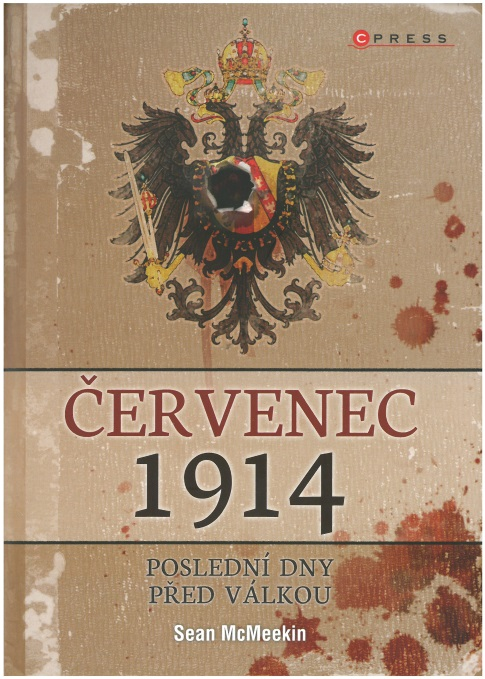 CPRESS
ČERVENEC
1914
POSLEDNÍ DNY
PŘED VÁLKOU
Sean McMeekin